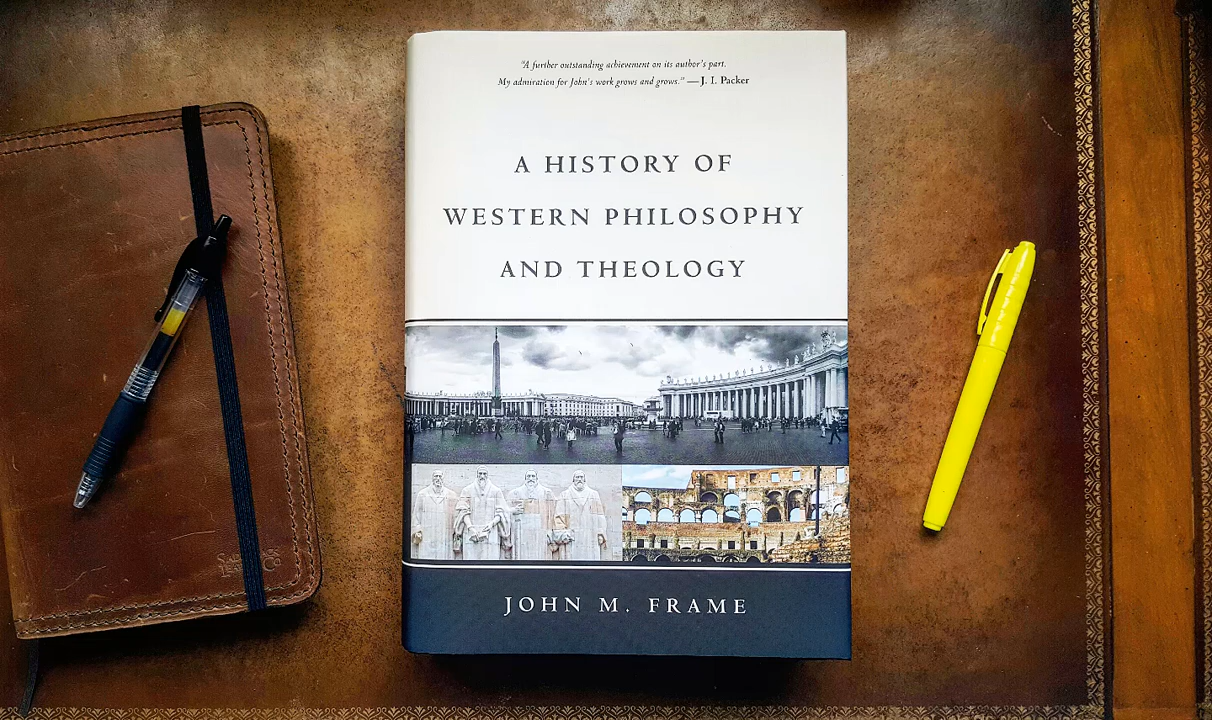 "A further outstanding achievement on its author's part.
My admiration for John's work grows and grows." — J. I. Packer
A HISTORY OF
WESTERN PHILOSOPHY
AND THEOLOGY
JOHN M. FRAME